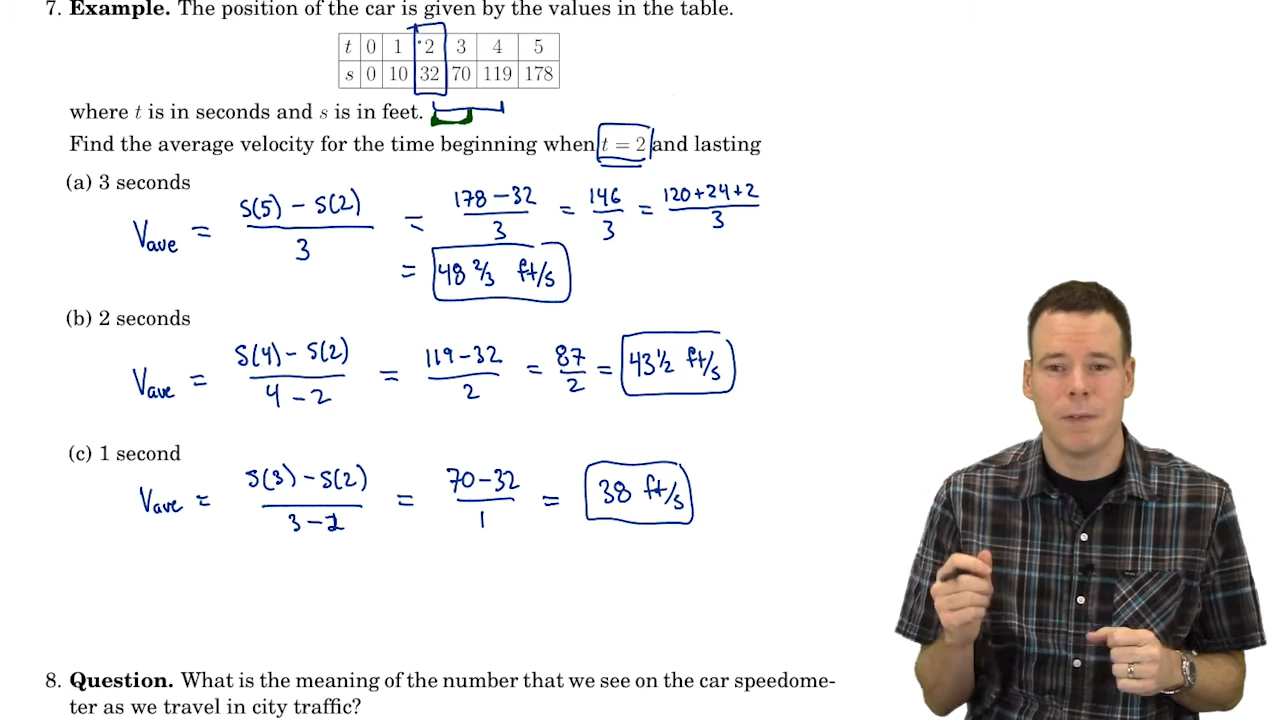 7. Example. The position of the car is given by the values in the table.
t 0 1 2 3 4 5
s 0 10 32 70 119 178
where t is in seconds and s is in feet.
Find the average velocity for the time beginning when t = 2 and lasting
(a) 3 seconds
Vave = S(5) - S(2) / 3 = 178 - 32 / 3 = 146 / 3 = 120+24+2 / 3
= 48 2/3 ft/s
(b) 2 seconds
Vave = S(4) - S(2) / 4 - 2 = 119 - 32 / 2 = 87 / 2 = 43 1/2 ft/s
(c) 1 second
Vave = S(3) - S(2) / 3 - 2 = 70 - 32 / 1 = 38 ft/s
8. Question. What is the meaning of the number that we see on the car speedome-
ter as we travel in city traffic?